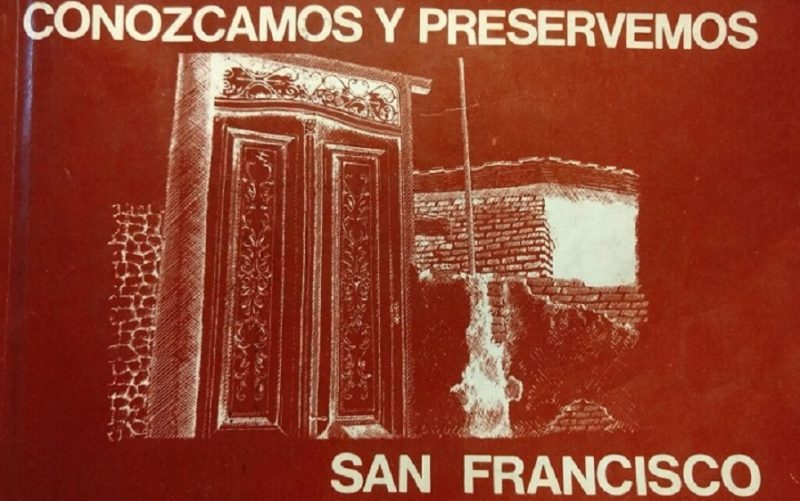 CONOZCAMOS Y PRESERVEMOS
SAN FRANCISCO